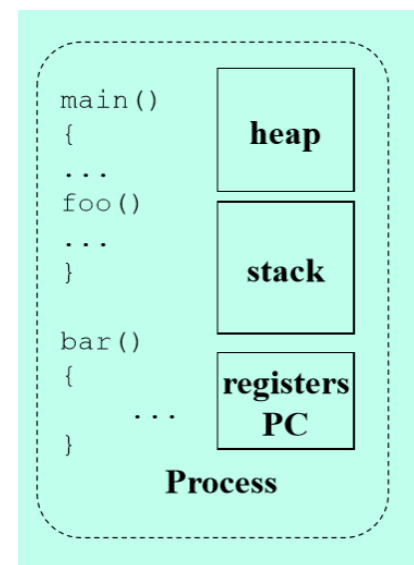 main()
{
...
foo()
...
}
bar()
{
...
}
heap
stack
registers
PC
Process